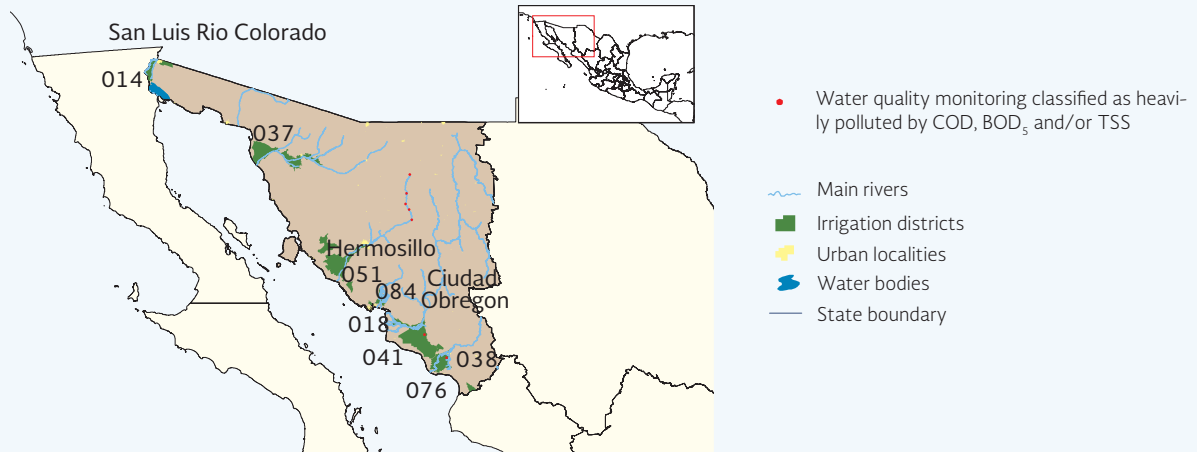 San Luis Rio Colorado
014
037
Hermosillo
051
084
Ciudad
Obregon
018
041
038
076
Water quality monitoring classified as heavi-
ly polluted by COD, BOD₅ and/or TSS
Main rivers
Irrigation districts
Urban localities
Water bodies
State boundary